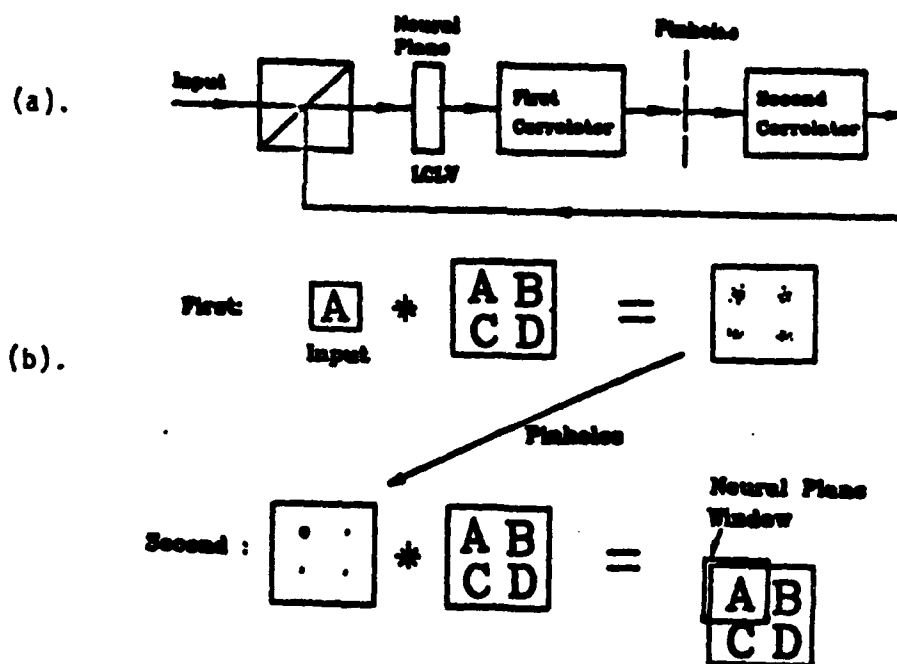 Neural
Plane
Pinholes
Input
(a).
First
Correlator
Second
Correlator
LCLV
First:
A
*
A B
C D
=
Input
(b).
Pinholes
Neural Plane
Window
Second :
*
A B
C D
=
A B
C D